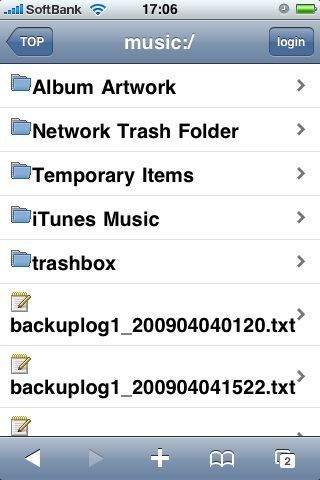 SoftBank 17:06
TOP music:/ login
Album Artwork
Network Trash Folder
Temporary Items
iTunes Music
trashbox
backuplog1_200904040120.txt
backuplog1_200904041522.txt
2